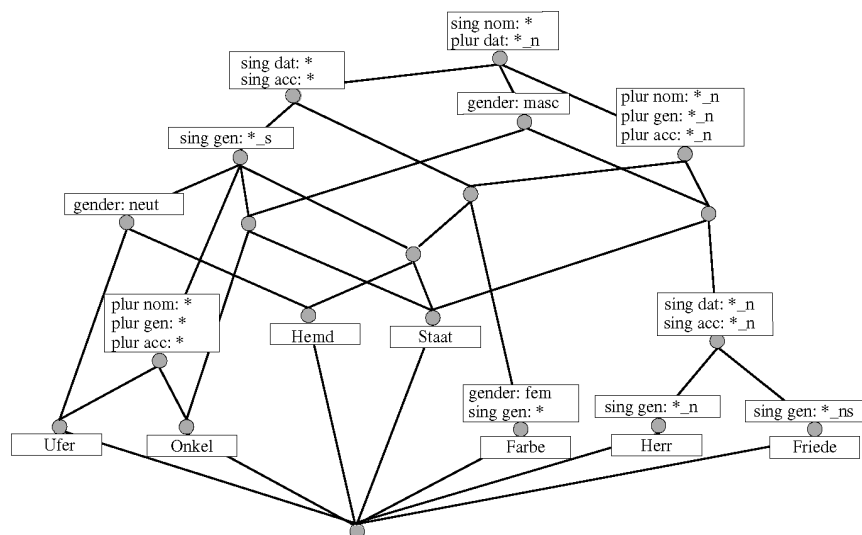 sing nom: *
plur dat: *_n
sing dat: *
sing acc: *
gender: masc
plur nom: *_n
plur gen: *_n
plur acc: *_n
sing gen: *_s
gender: neut
plur nom: *
plur gen: *
plur acc: *
Hemd
Staat
sing dat: *_n
sing acc: *_n
gender: fem
sing gen: *
sing gen: *_n
sing gen: *_ns
Ufer
Onkel
Farbe
Herr
Friede